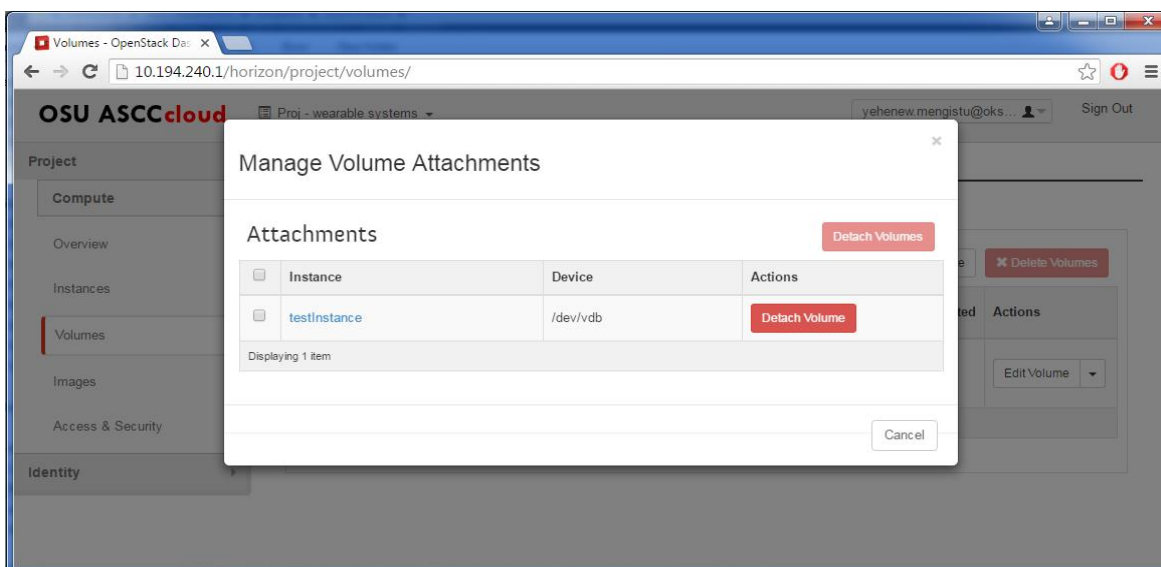 Volumes - OpenStack Das
10.194.240.1/horizon/project/volumes/
OSU ASCCcloud Proj - wearable systems yehenew.mengistu@oks... Sign Out
Project
Manage Volume Attachments
Compute
Attachments Detach Volumes
Overview
Delete Volumes
Instance Device Actions
Instances
testInstance /dev/vdb Detach Volume
Actions
Volumes
Displaying 1 item
Images
Edit Volume
Access & Security
Cancel
Identity